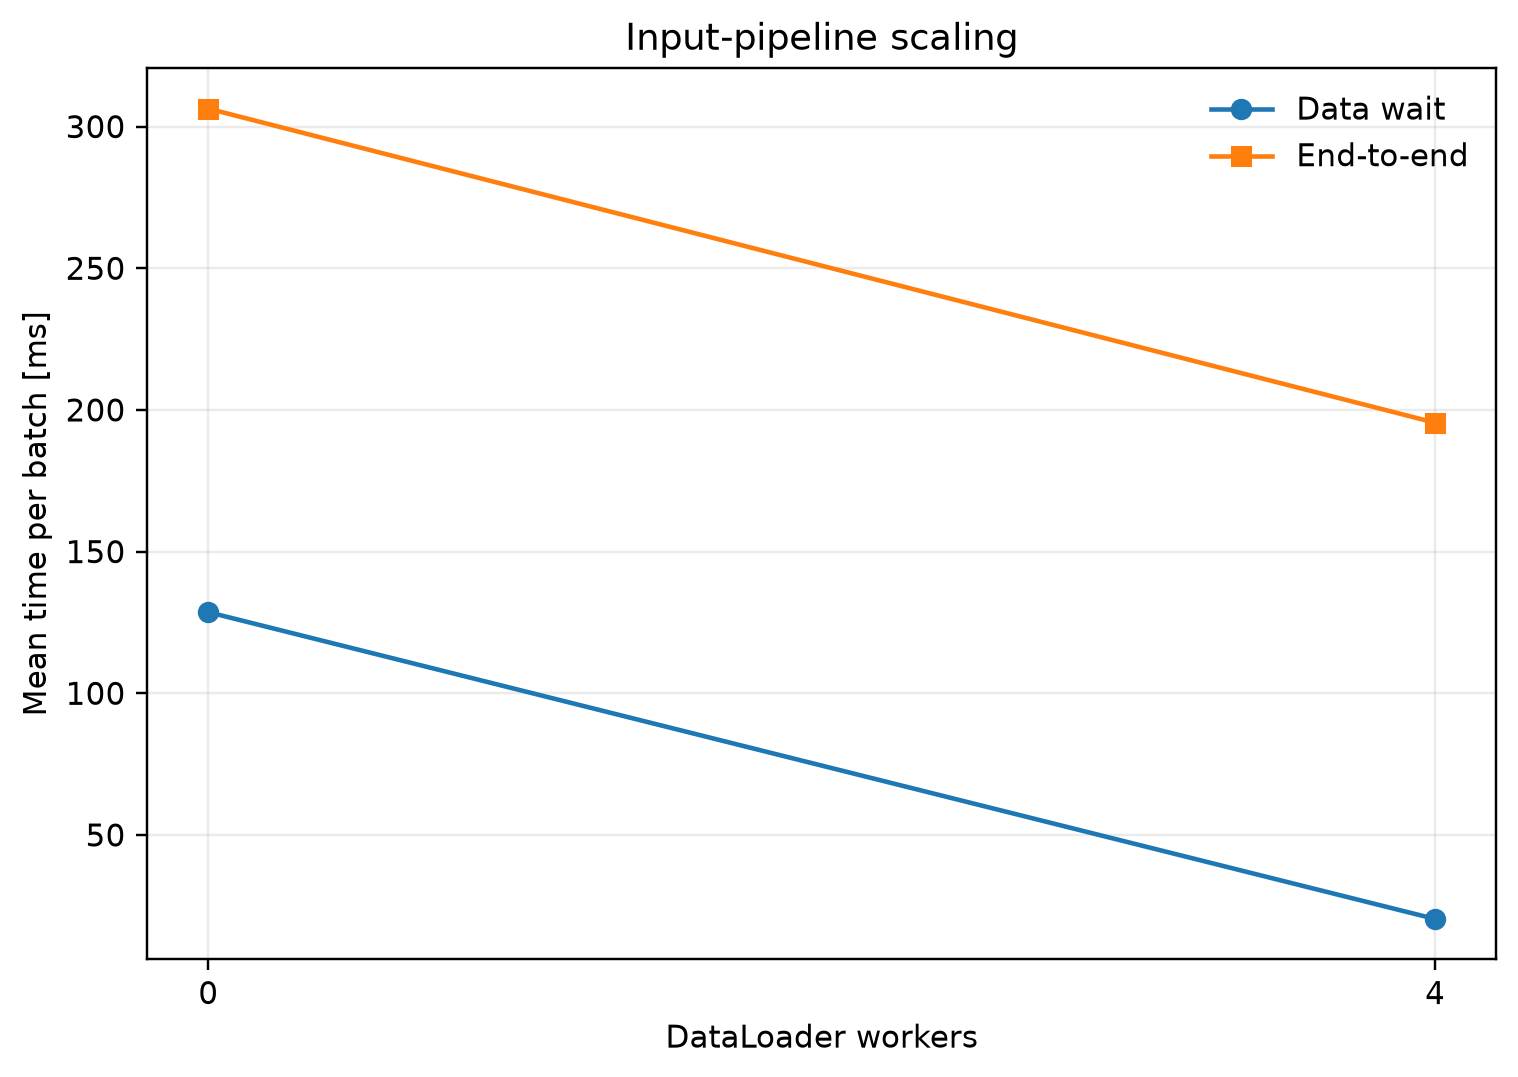 Input-pipeline scaling
Data wait
End-to-end
Mean time per batch [ms]
300
250
200
150
100
50
0
4
DataLoader workers